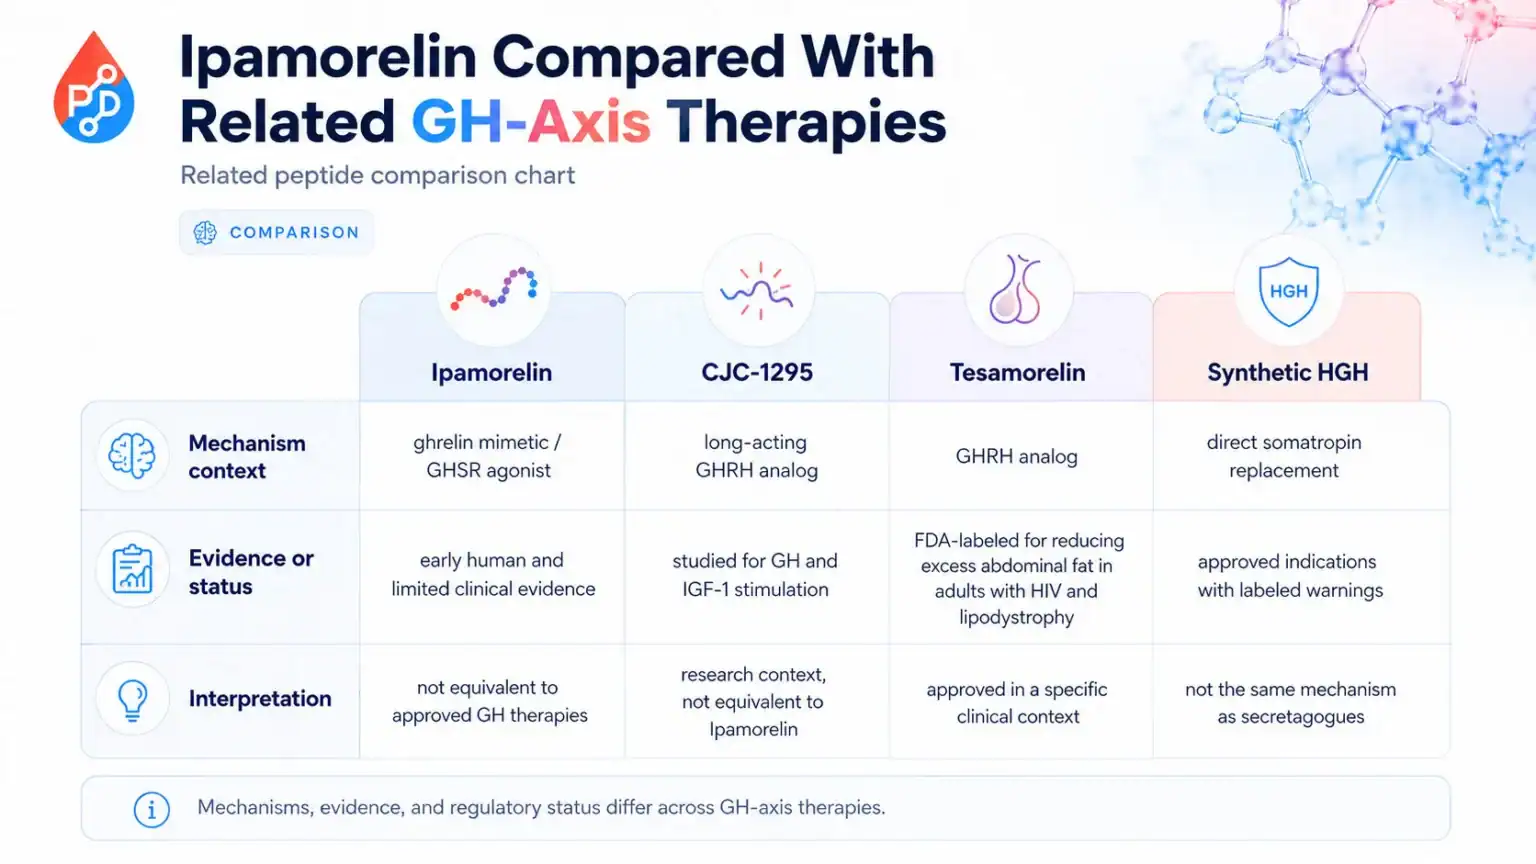 PD
Ipamorelin Compared With
Related GH-Axis Therapies
Related peptide comparison chart
COMPARISON
HGH
Ipamorelin
CJC-1295
Tesamorelin
Synthetic HGH
Mechanism
context
ghrelin mimetic /
GHSR agonist
long-acting
GHRH analog
GHRH analog
direct somatropin
replacement
Evidence or
status
early human and
limited clinical evidence
studied for GH and
IGF-1 stimulation
FDA-labeled for reducing
excess abdominal fat in
adults with HIV and
lipodystrophy
approved indications
with labeled warnings
Interpretation
not equivalent to
approved GH therapies
research context,
not equivalent to
Ipamorelin
approved in a specific
clinical context
not the same mechanism
as secretagogues
i
Mechanisms, evidence, and regulatory status differ across GH-axis therapies.